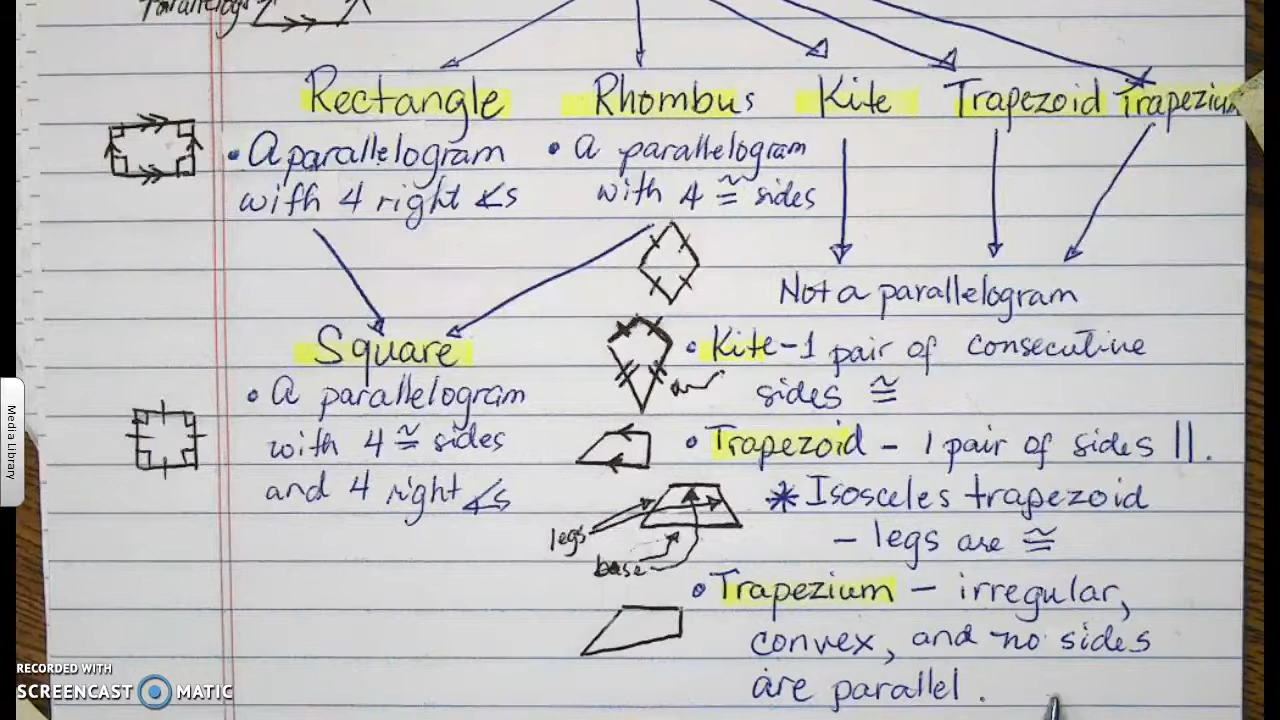 Parallelogs
Rectangle Rhombus Kite Trapezoid Trapezium
• A parallelogram
with 4 right ∡s
• A parallelogram
with 4 ≅ sides
Not a parallelogram
Square
• A parallelogram
with 4 ≅ sides
and 4 right ∡s
• Kite - 1 pair of consecutive
sides ≅
• Trapezoid - 1 pair of sides ||.
* Isosceles trapezoid
- legs are ≅
legs
base
• Trapezium - irregular,
convex, and no sides
are parallel.
Media Library
RECORDED WITH
SCREENCAST MATIC